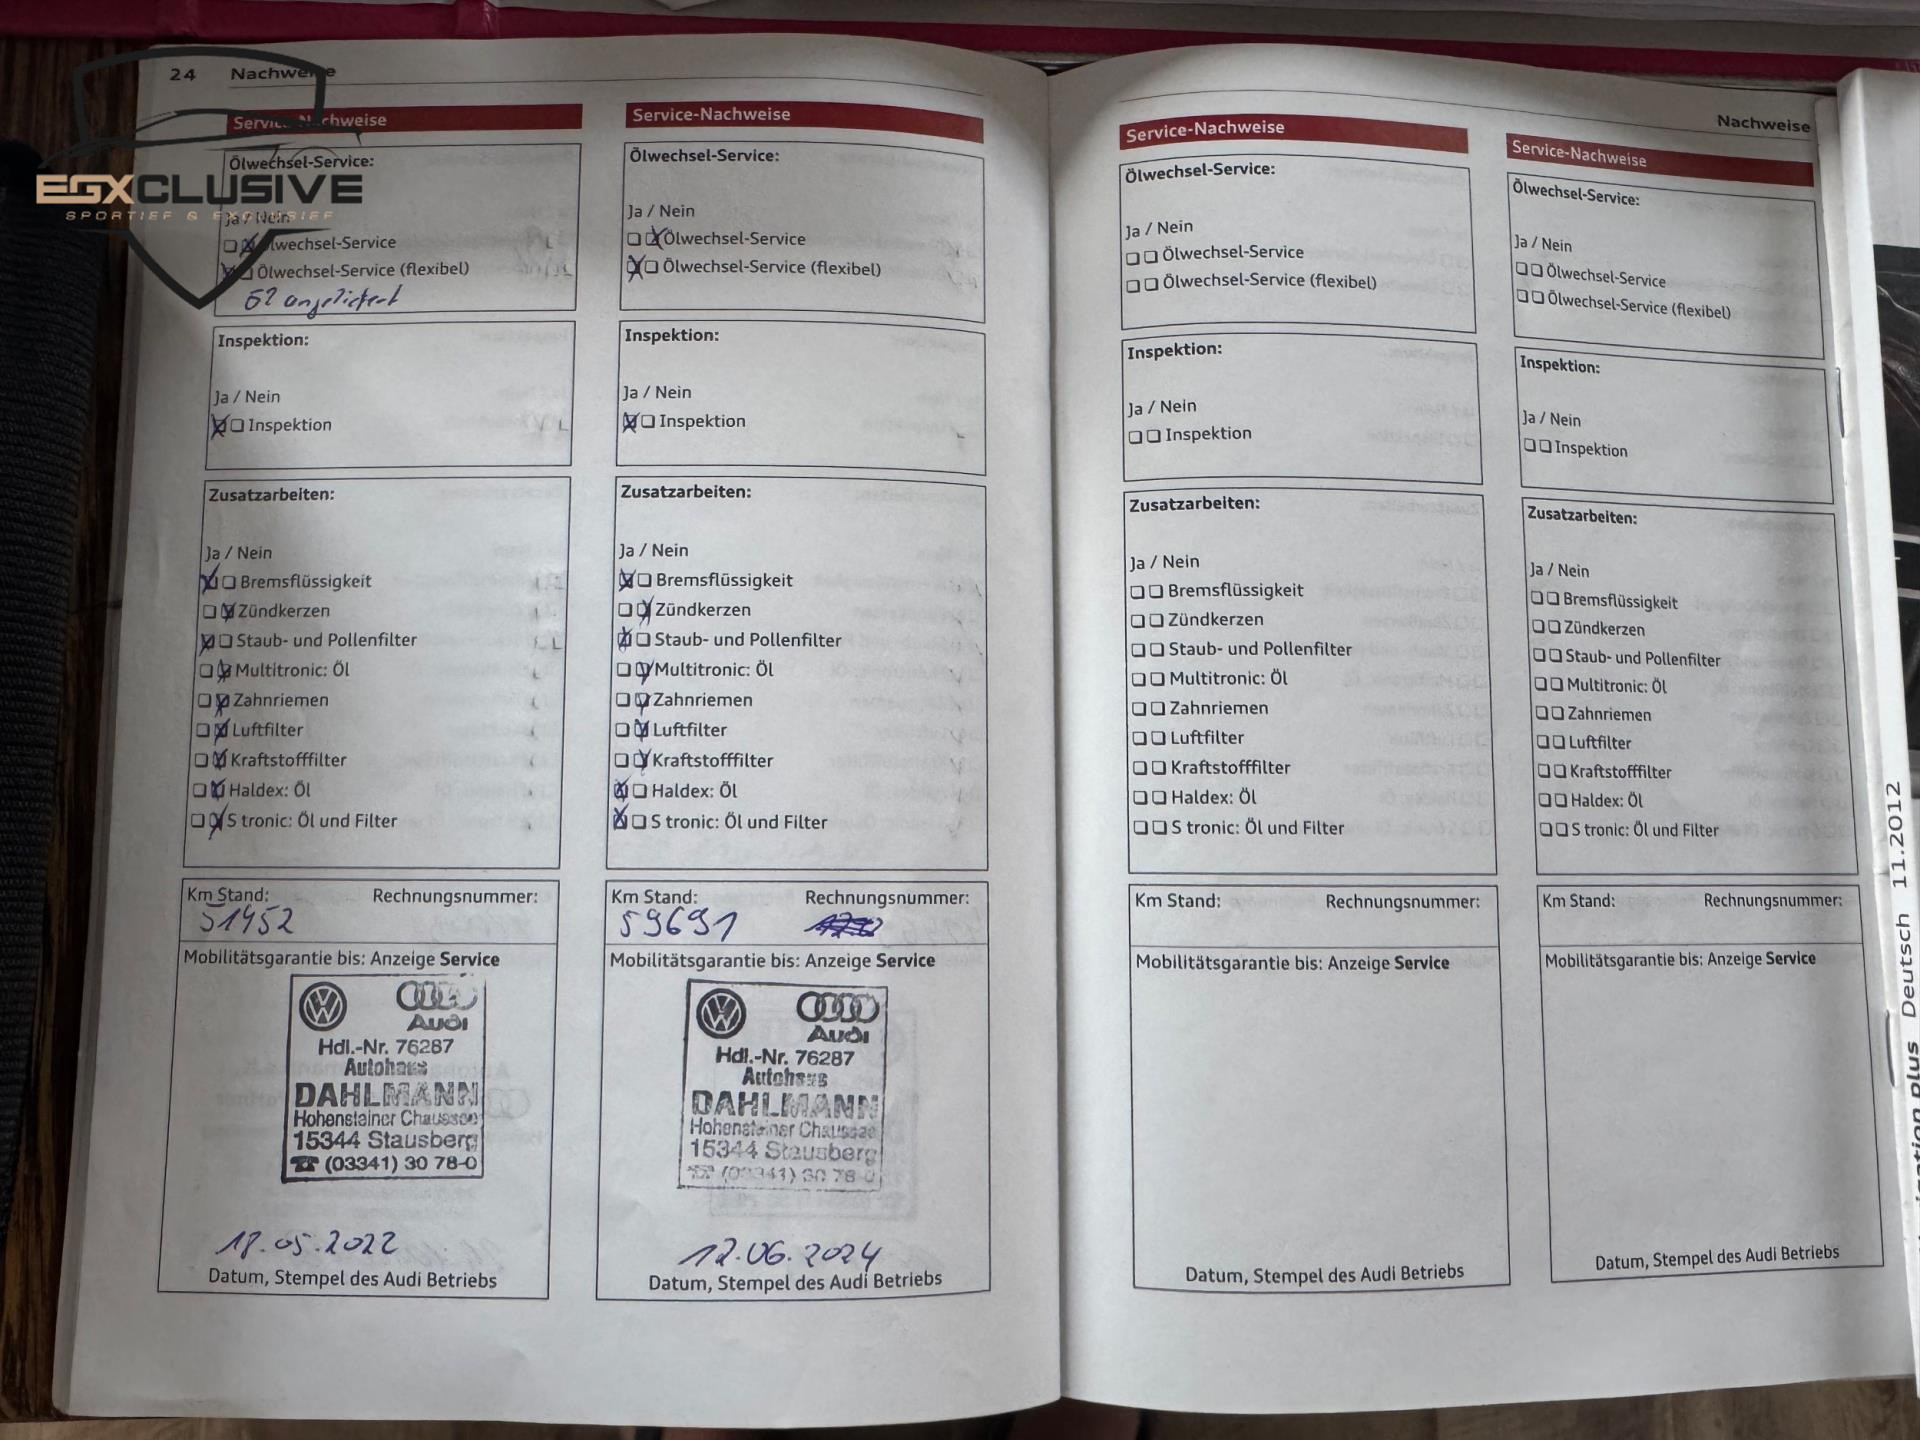 24 Nachweise
Service-Nachweise
Ölwechsel-Service:
EGXCLUSIVE
SPORTIEF & EXCLUSIEF
Ja / Nein
Ölwechsel-Service
Ölwechsel-Service (flexibel)
angeliefert
Inspektion:
Ja / Nein
Inspektion
Zusatzarbeiten:
Ja / Nein
Bremsflüssigkeit
Zündkerzen
Staub- und Pollenfilter
Multitronic: Öl
Zahnriemen
Luftfilter
Kraftstofffilter
Haldex: Öl
S tronic: Öl und Filter
Km Stand: Rechnungsnummer:
51452
Mobilitätsgarantie bis: Anzeige Service
Audi
Hdl.-Nr. 76287
Autohaus
DAHLMANN
Hohensteiner Chaussee
15344 Stausberg
☎ (03341) 30 78-0
18.05.2022
Datum, Stempel des Audi Betriebs
Service-Nachweise
Ölwechsel-Service:
Ja / Nein
Ölwechsel-Service
Ölwechsel-Service (flexibel)
Inspektion:
Ja / Nein
Inspektion
Zusatzarbeiten:
Ja / Nein
Bremsflüssigkeit
Zündkerzen
Staub- und Pollenfilter
Multitronic: Öl
Zahnriemen
Luftfilter
Kraftstofffilter
Haldex: Öl
S tronic: Öl und Filter
Km Stand: Rechnungsnummer:
59691
Mobilitätsgarantie bis: Anzeige Service
Audi
Hdl.-Nr. 76287
Autohaus
DAHLMANN
Hohensteiner Chaussee
15344 Stausberg
☎ (03341) 30 78-0
12.06.2024
Datum, Stempel des Audi Betriebs
Nachweise
Service-Nachweise
Ölwechsel-Service:
Ja / Nein
Ölwechsel-Service
Ölwechsel-Service (flexibel)
Inspektion:
Ja / Nein
Inspektion
Zusatzarbeiten:
Ja / Nein
Bremsflüssigkeit
Zündkerzen
Staub- und Pollenfilter
Multitronic: Öl
Zahnriemen
Luftfilter
Kraftstofffilter
Haldex: Öl
S tronic: Öl und Filter
Km Stand: Rechnungsnummer:
Mobilitätsgarantie bis: Anzeige Service
Datum, Stempel des Audi Betriebs
Service-Nachweise
Ölwechsel-Service:
Ja / Nein
Ölwechsel-Service
Ölwechsel-Service (flexibel)
Inspektion:
Ja / Nein
Inspektion
Zusatzarbeiten:
Ja / Nein
Bremsflüssigkeit
Zündkerzen
Staub- und Pollenfilter
Multitronic: Öl
Zahnriemen
Luftfilter
Kraftstofffilter
Haldex: Öl
S tronic: Öl und Filter
Km Stand: Rechnungsnummer:
Mobilitätsgarantie bis: Anzeige Service
Datum, Stempel des Audi Betriebs
plus Deutsch 11.2012